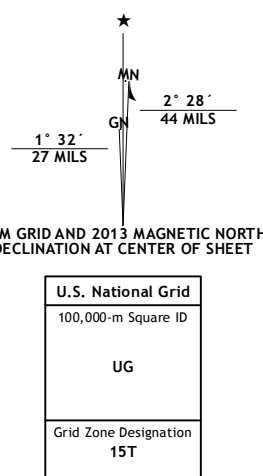 ★
MN
2° 28´
44 MILS
GN
1° 32´
27 MILS
M GRID AND 2013 MAGNETIC NORTH
DECLINATION AT CENTER OF SHEET
U.S. National Grid
100,000-m Square ID
UG
Grid Zone Designation
15T